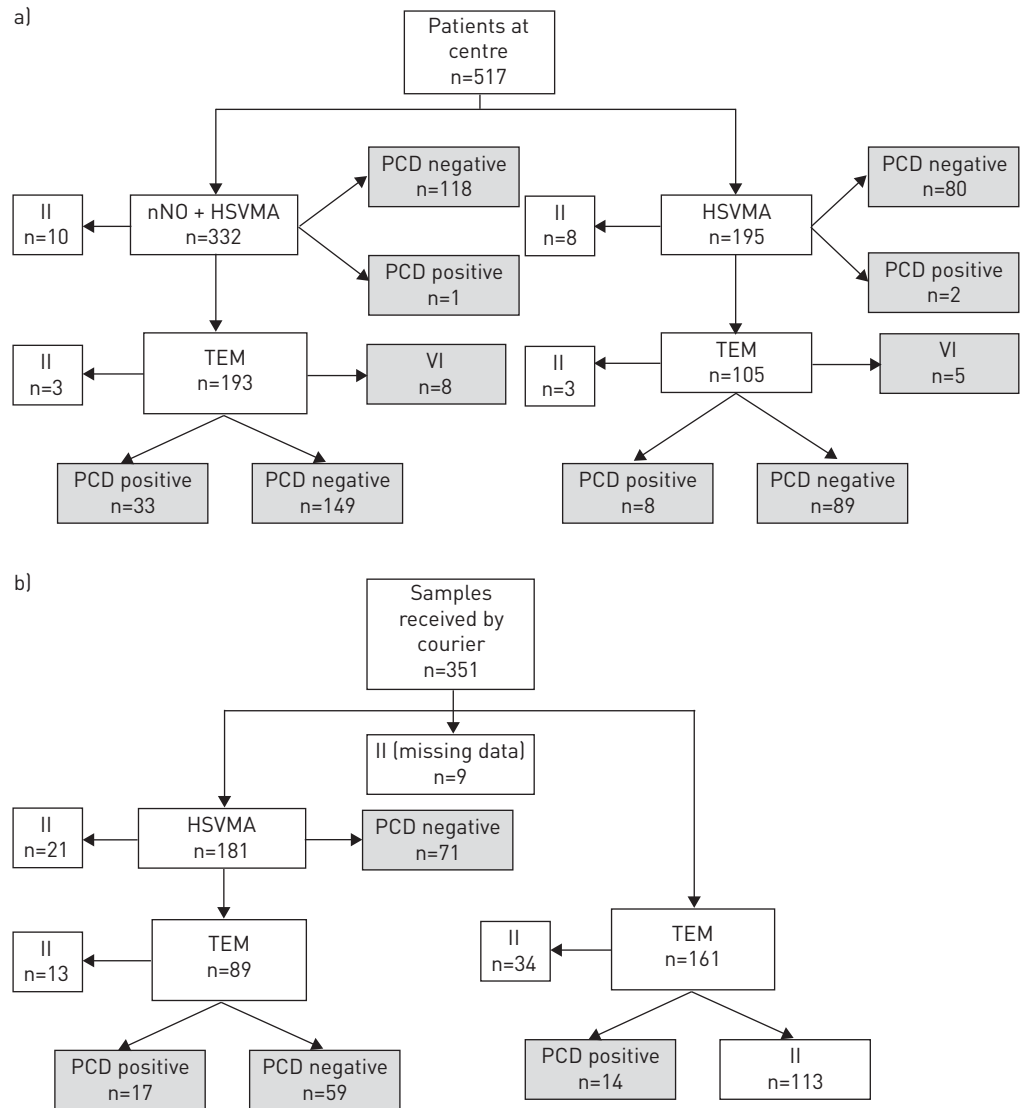 a)
Patients at
centre
n=517
PCD negative
n=118
PCD negative
n=80
II
n=10
nNO + HSVMA
n=332
II
n=8
HSVMA
n=195
PCD positive
n=1
PCD positive
n=2
II
n=3
TEM
n=193
VI
n=8
II
n=3
TEM
n=105
VI
n=5
PCD positive
n=33
PCD negative
n=149
PCD positive
n=8
PCD negative
n=89
b)
Samples
received by
courier
n=351
II (missing data)
n=9
II
n=21
HSVMA
n=181
PCD negative
n=71
II
n=13
TEM
n=89
II
n=34
TEM
n=161
PCD positive
n=17
PCD negative
n=59
PCD positive
n=14
II
n=113